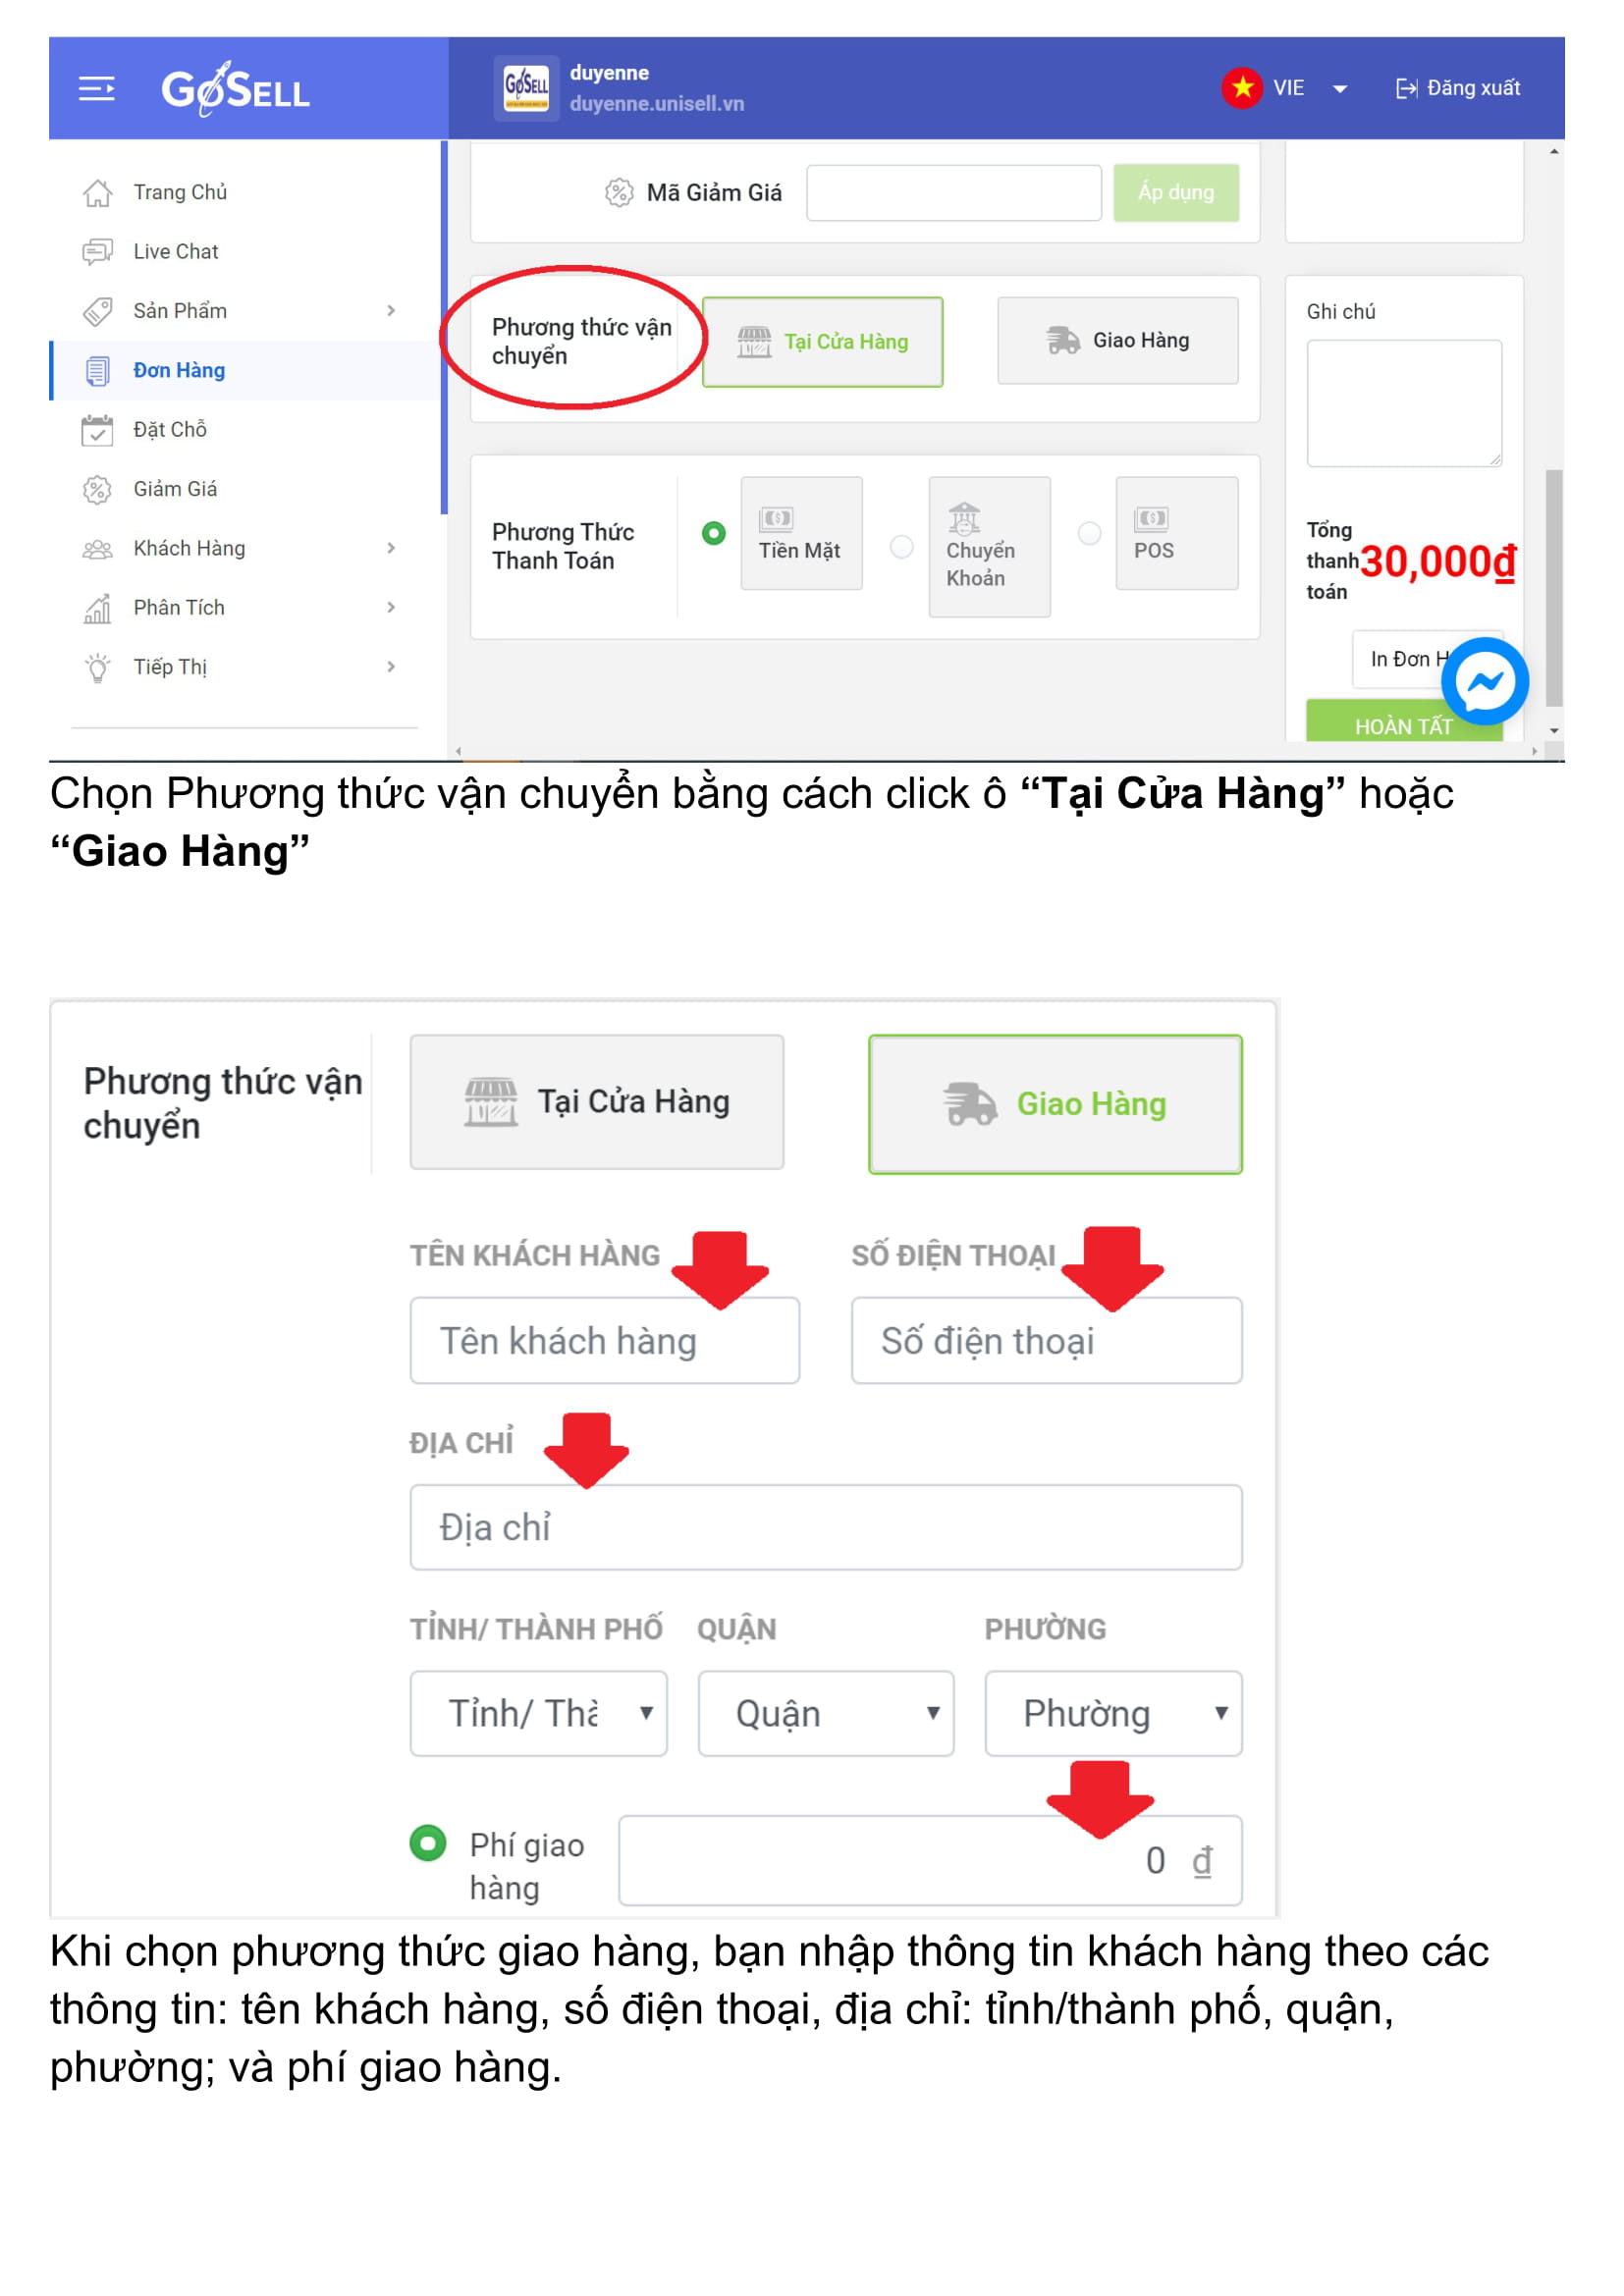 GoSELL
GoSELL
duyenne
duyenne.unisell.vn
VIE
Đăng xuất
Trang Chủ
Live Chat
Sản Phẩm
Đơn Hàng
Đặt Chỗ
Giảm Giá
Khách Hàng
Phân Tích
Tiếp Thị
Mã Giảm Giá
Áp dụng
Phương thức vận
chuyển
Tại Cửa Hàng
Giao Hàng
Phương Thức
Thanh Toán
Tiền Mặt
Chuyển
Khoản
POS
Ghi chú
Tổng
thanh
toán
30,000₫
In Đơn H
HOÀN TẤT
Chọn Phương thức vận chuyển bằng cách click ô “Tại Cửa Hàng” hoặc
“Giao Hàng”
Phương thức vận
chuyển
Tại Cửa Hàng
Giao Hàng
TÊN KHÁCH HÀNG
SỐ ĐIỆN THOẠI
Tên khách hàng
Số điện thoại
ĐỊA CHỈ
Địa chỉ
TỈNH/ THÀNH PHỐ
QUẬN
PHƯỜNG
Tỉnh/ Thà
Quận
Phường
Phí giao
hàng
0 ₫
Khi chọn phương thức giao hàng, bạn nhập thông tin khách hàng theo các
thông tin: tên khách hàng, số điện thoại, địa chỉ: tỉnh/thành phố, quận,
phường; và phí giao hàng.